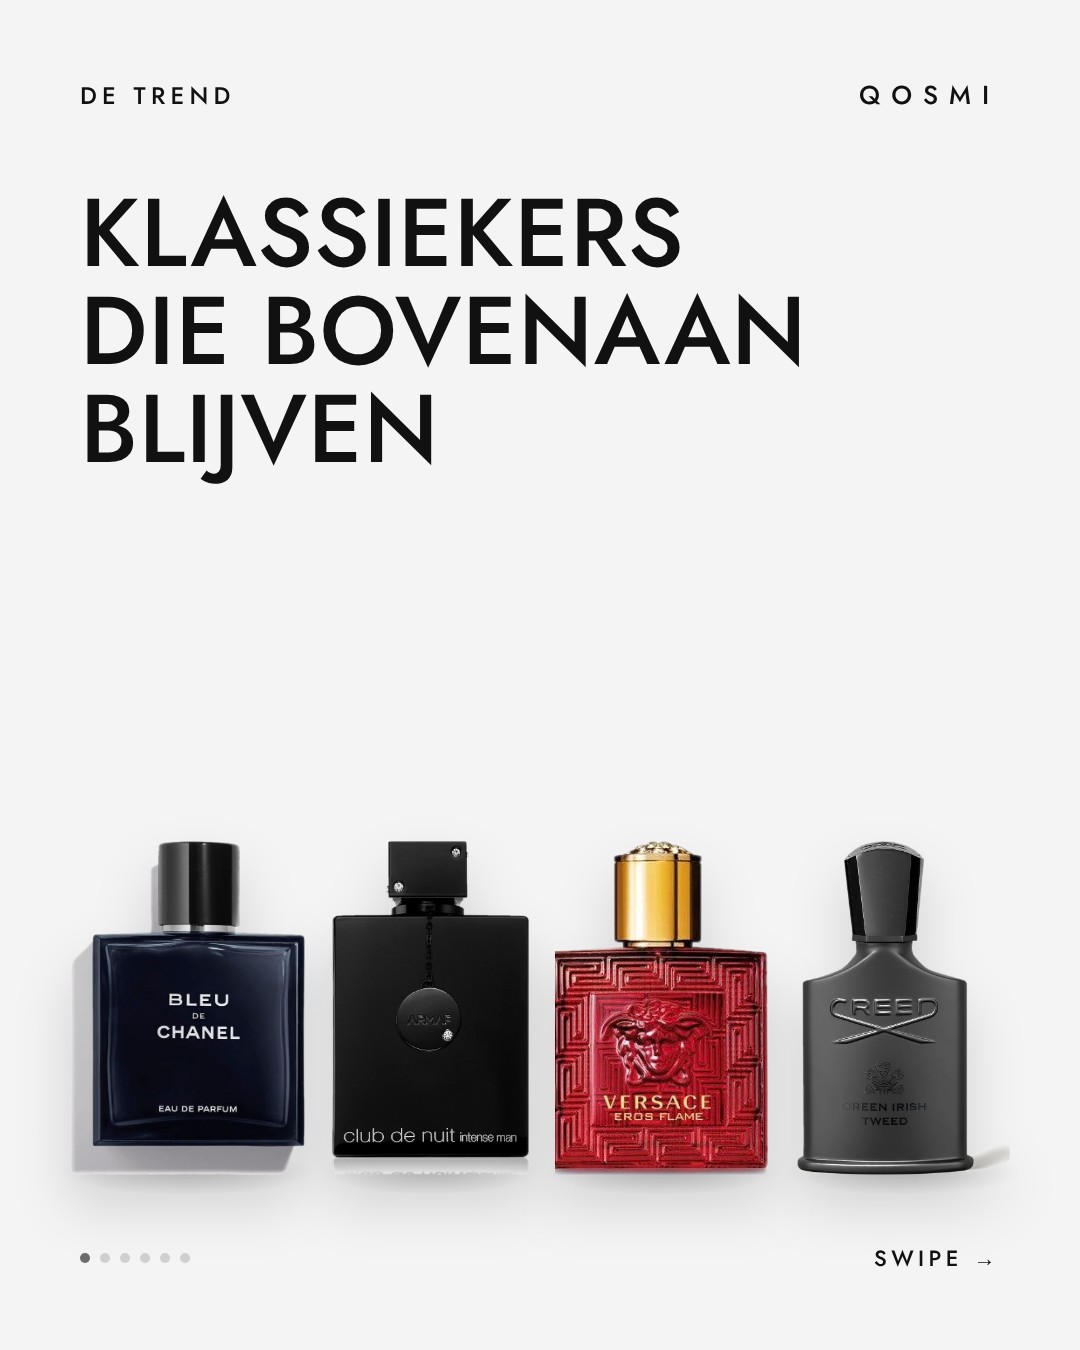 DE TREND
QOSMI
KLASSIEKERS
DIE BOVENAAN
BLIJVEN
BLEU
DE
CHANEL
EAU DE PARFUM
ARMAF
club de nuit intense man
VERSACE
EROS FLAME
CREED
GREEN IRISH
TWEED
SWIPE →